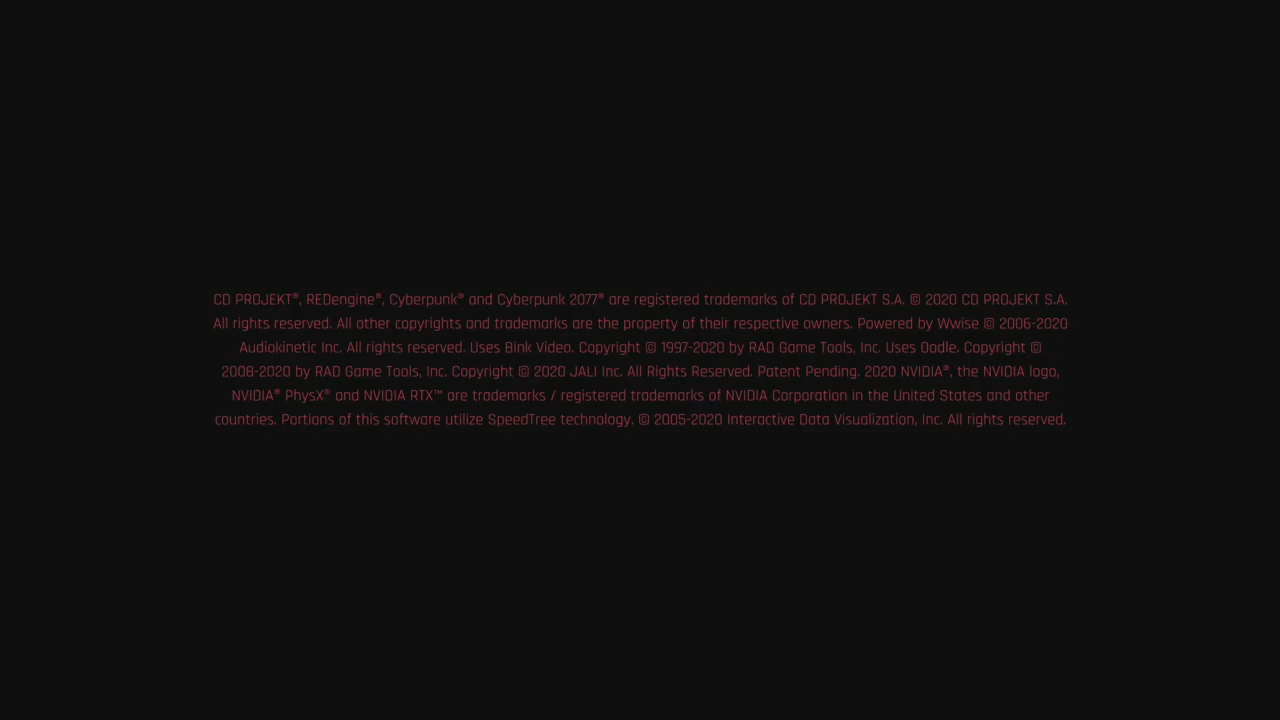 CD PROJEKT®, REDengine®, Cyberpunk® and Cyberpunk 2077® are registered trademarks of CD PROJEKT S.A. © 2020 CD PROJEKT S.A.
All rights reserved. All other copyrights and trademarks are the property of their respective owners. Powered by Wwise © 2006-2020
Audiokinetic Inc. All rights reserved. Uses Bink Video. Copyright © 1997-2020 by RAD Game Tools, Inc. Uses Oodle. Copyright ©
2008-2020 by RAD Game Tools, Inc. Copyright © 2020 JALI Inc. All Rights Reserved. Patent Pending. 2020 NVIDIA®, the NVIDIA logo,
NVIDIA® PhysX® and NVIDIA RTX™ are trademarks / registered trademarks of NVIDIA Corporation in the United States and other
countries. Portions of this software utilize SpeedTree technology. © 2005-2020 Interactive Data Visualization, Inc. All rights reserved.